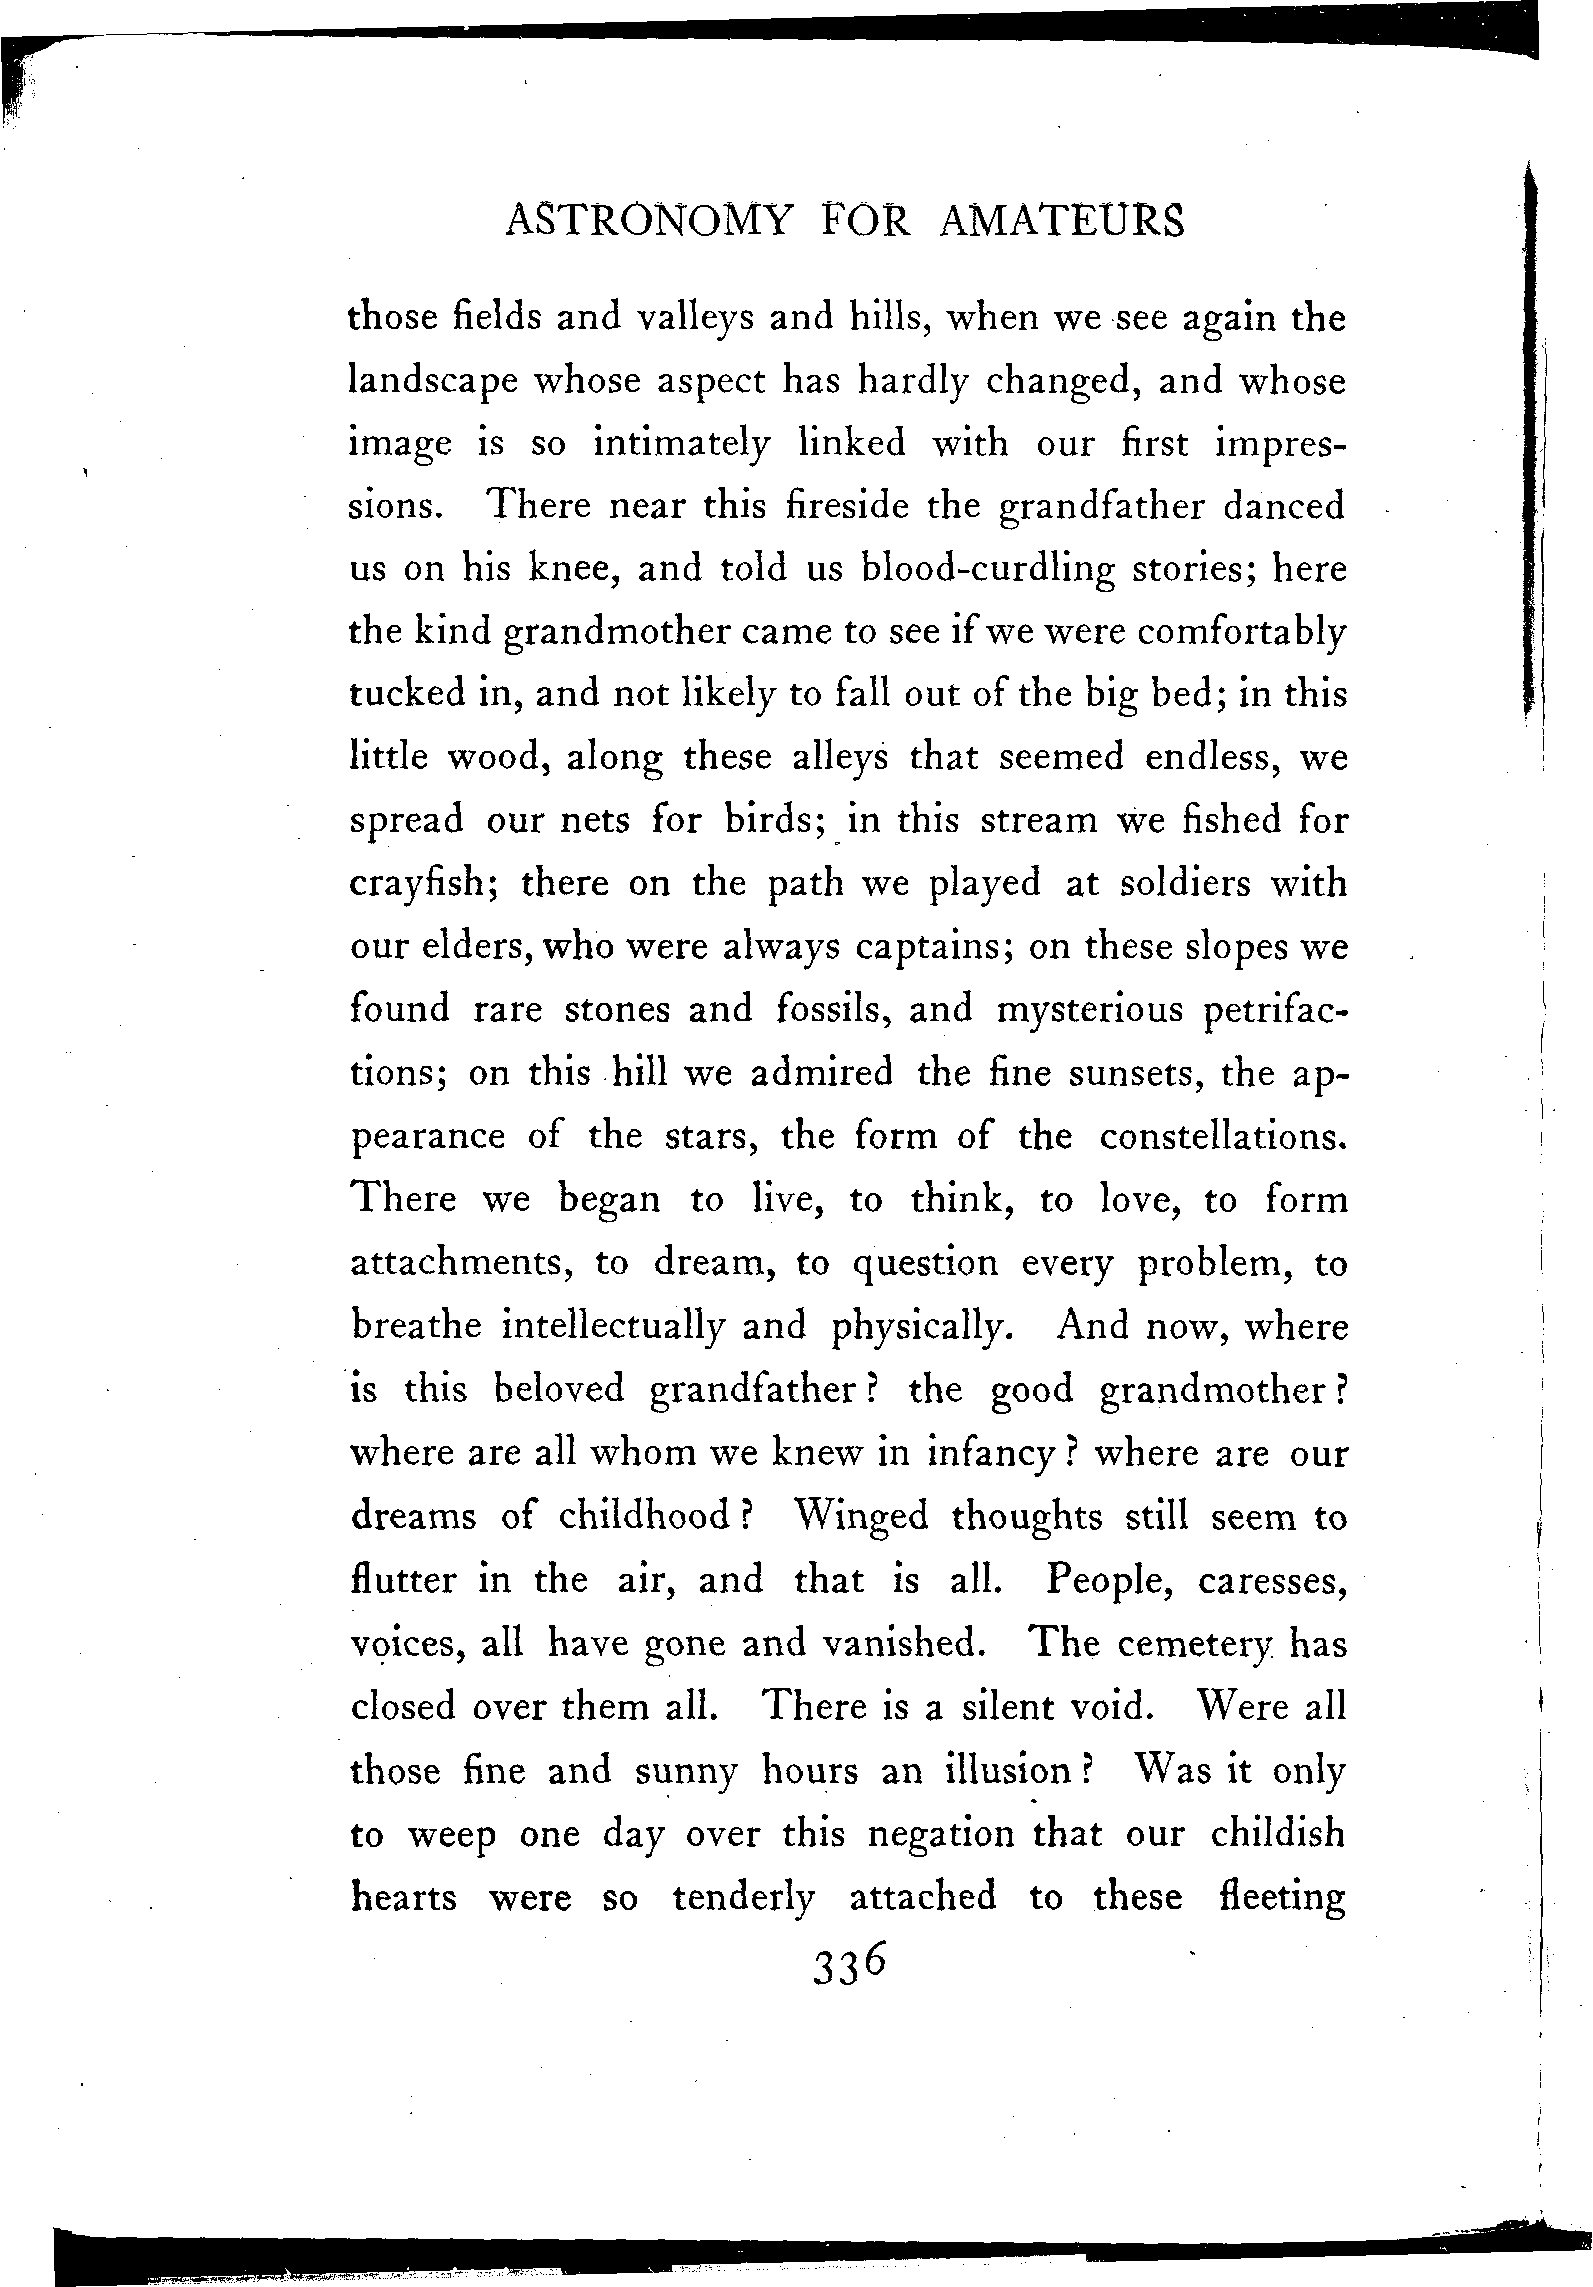 ASTRONOMY FOR AMATEURS
those fields and valleys and hills, when we see again the
landscape whose aspect has hardly changed, and whose
image is so intimately linked with our first impres-
sions. There near this fireside the grandfather danced
us on his knee, and told us blood-curdling stories; here
the kind grandmother came to see if we were comfortably
tucked in, and not likely to fall out of the big bed; in this
little wood, along these alleys that seemed endless, we
spread our nets for birds; in this stream we fished for
crayfish; there on the path we played at soldiers with
our elders, who were always captains; on these slopes we
found rare stones and fossils, and mysterious petrifac-
tions; on this hill we admired the fine sunsets, the ap-
pearance of the stars, the form of the constellations.
There we began to live, to think, to love, to form
attachments, to dream, to question every problem, to
breathe intellectually and physically. And now, where
is this beloved grandfather? the good grandmother?
where are all whom we knew in infancy? where are our
dreams of childhood? Winged thoughts still seem to
flutter in the air, and that is all. People, caresses,
voices, all have gone and vanished. The cemetery has
closed over them all. There is a silent void. Were all
those fine and sunny hours an illusion? Was it only
to weep one day over this negation that our childish
hearts were so tenderly attached to these fleeting
336